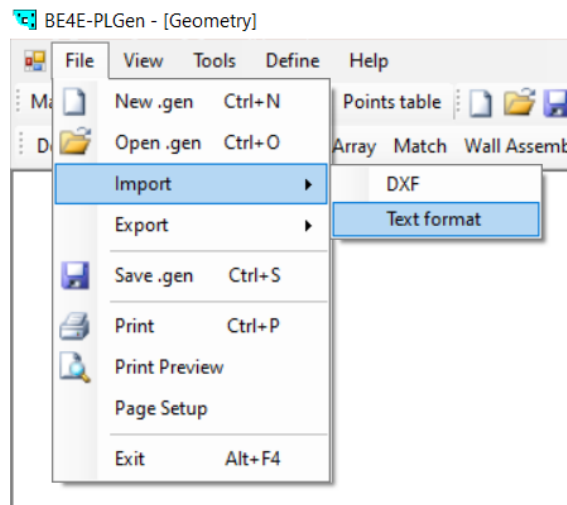 BE4E-PLGen - [Geometry]
File View Tools Define Help
Points table
New .gen Ctrl+N
Open .gen Ctrl+O
Array Match Wall Assemb
Import
DXF
Export
Text format
Save .gen Ctrl+S
Print Ctrl+P
Print Preview
Page Setup
Exit Alt+F4